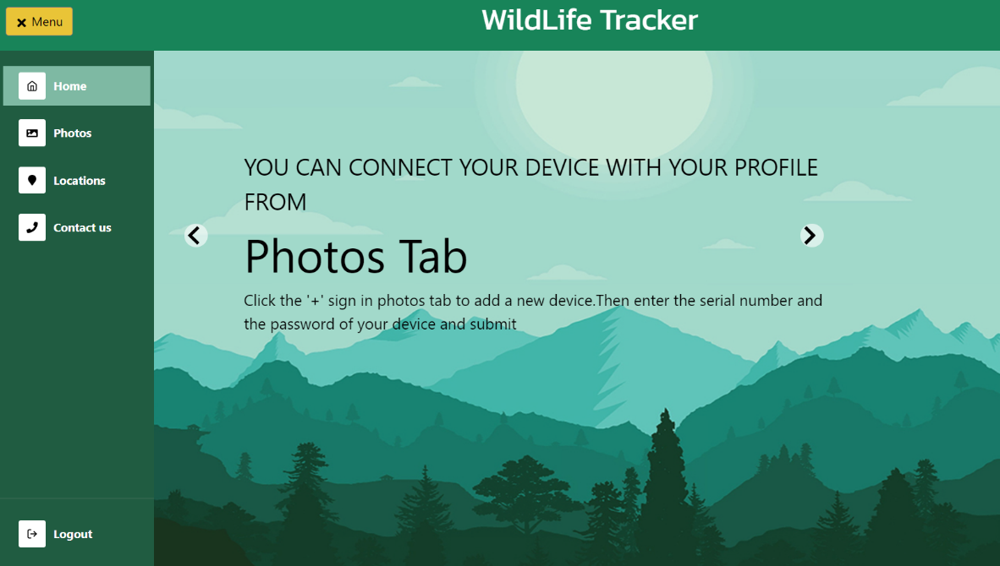 Menu
WildLife Tracker
Home
Photos
Locations
Contact us
YOU CAN CONNECT YOUR DEVICE WITH YOUR PROFILE
FROM
Photos Tab
Click the '+' sign in photos tab to add a new device.Then enter the serial number and
the password of your device and submit
Logout